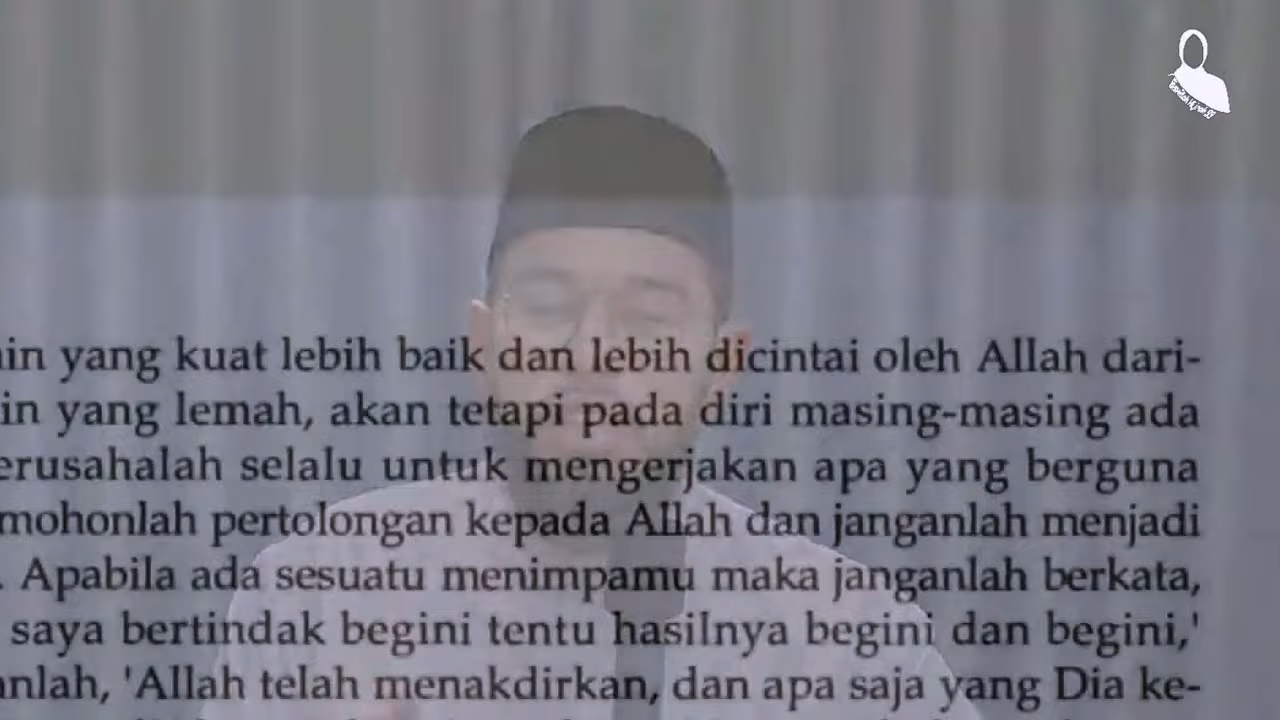 yang kuat lebih baik dan lebih dicintai oleh Allah dari-
yang lemah, akan tetapi pada diri masing-masing ada
selalu untuk mengerjakan apa yang berguna
mohonlah pertolongan kepada Allah dan janganlah menjadi
. Apabila ada sesuatu menimpamu maka janganlah berkata,
saya bertindak begini tentu hasilnya begini dan begini,'
'Allah telah menakdirkan, dan apa saja yang Dia ke-